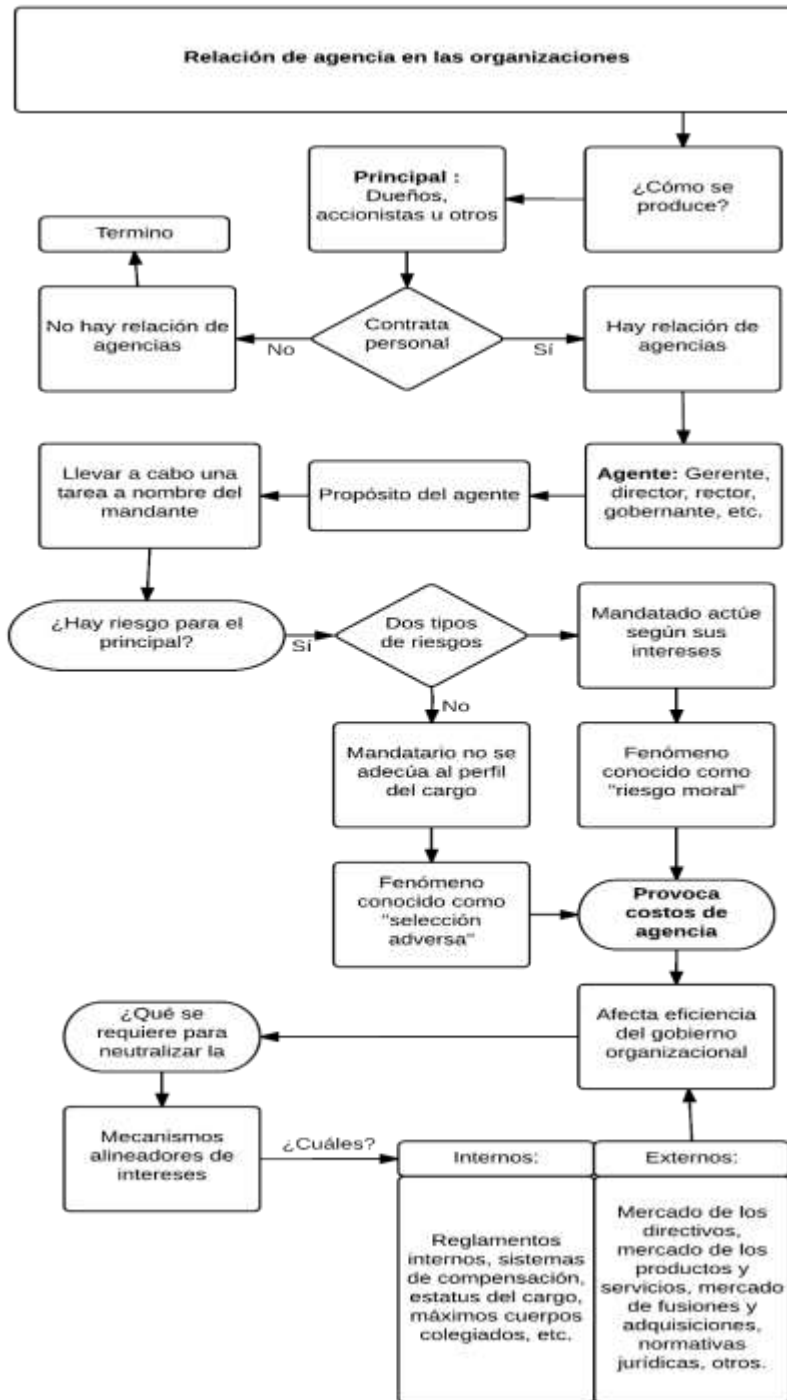 Relación de agencia en las organizaciones
¿Cómo se
produce?
Principal :
Dueños,
accionistas u otros
Termino
No hay relación de
agencias
No
Contrata
personal
Sí
Hay relación de
agencias
Agente: Gerente,
director, rector,
gobernante, etc.
Propósito del agente
Llevar a cabo una
tarea a nombre del
mandante
¿Hay riesgo para el
principal?
Sí
Dos tipos
de riesgos
Mandatado actúe
según sus
intereses
No
Mandatario no se
adecúa al perfil
del cargo
Fenómeno
conocido como
"riesgo moral"
Fenómeno
conocido como
"selección
adversa"
Provoca
costos de
agencia
Afecta eficiencia
del gobierno
organizacional
¿Qué se
requiere para
neutralizar la
Mecanismos
alineadores de
intereses
¿Cuáles?
Internos:
Reglamentos
internos, sistemas
de compensación,
estatus del cargo,
máximos cuerpos
colegiados, etc.
Externos:
Mercado de los
directivos,
mercado de los
productos y
servicios, mercado
de fusiones y
adquisiciones,
normativas
jurídicas, otros.